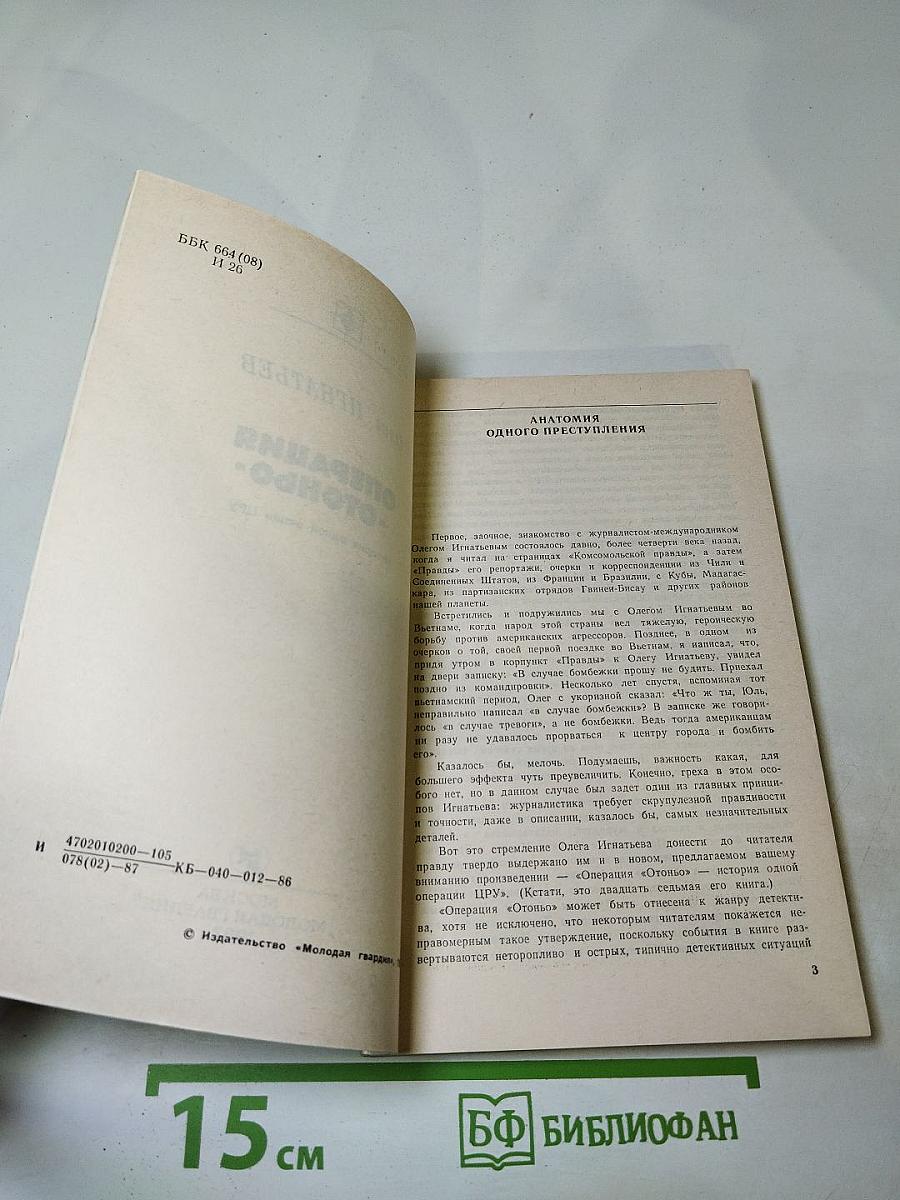 ББК 664(08)
И 26
И 4702010200—105
078(02)—87 КБ—040—012—86
© Издательство «Молодая гвардия»,
АНАТОМИЯ
ОДНОГО ПРЕСТУПЛЕНИЯ
Первое, заочное, знакомство с журналистом-международником
Олегом Игнатьевым состоялось давно, более четверти века назад,
когда я читал на страницах «Комсомольской правды», а затем
«Правды» его репортажи, очерки и корреспонденции из Чили и
Соединенных Штатов, из Франции и Бразилии, с Кубы, Мадагас-
кара, из партизанских отрядов Гвинеи-Бисау и других районов
нашей планеты.
Встретились и подружились мы с Олегом Игнатьевым во
Вьетнаме, когда народ этой страны вел тяжелую, героическую
борьбу против американских агрессоров. Позднее, в одном из
очерков о той, своей первой поездке во Вьетнам, я написал, что,
придя утром в корпункт «Правды» к Олегу Игнатьеву, увидел
на двери записку: «В случае бомбежки прошу не будить. Приехал
поздно из командировки». Несколько лет спустя, вспоминая тот
вьетнамский период, Олег с укоризной сказал: «Что ж ты, Юль,
неправильно написал «в случае бомбежки»? В записке же говори-
лось «в случае тревоги», а не бомбежки. Ведь тогда американцам
ни разу не удавалось прорваться к центру города и бомбить
его».
Казалось бы, мелочь. Подумаешь, важность какая, для
большего эффекта чуть преувеличить. Конечно, греха в этом осо-
бого нет, но в данном случае был задет один из главных принци-
пов Игнатьева: журналистика требует скрупулезной правдивости
и точности, даже в описании, казалось бы, самых незначительных
деталей.
Вот это стремление Олега Игнатьева донести до читателя
правду твердо выдержано им и в новом, предлагаемом вашему
вниманию произведении — «Операция «Отоньо» — история одной
операции ЦРУ». (Кстати, это двадцать седьмая его книга.)
«Операция «Отоньо» может быть отнесена к жанру детекти-
ва, хотя не исключено, что некоторым читателям покажется не-
правомерным такое утверждение, поскольку события в книге раз-
вертываются неторопливо и острых, типично детективных ситуаций
3
15 см
БФ БИБЛИОФАН